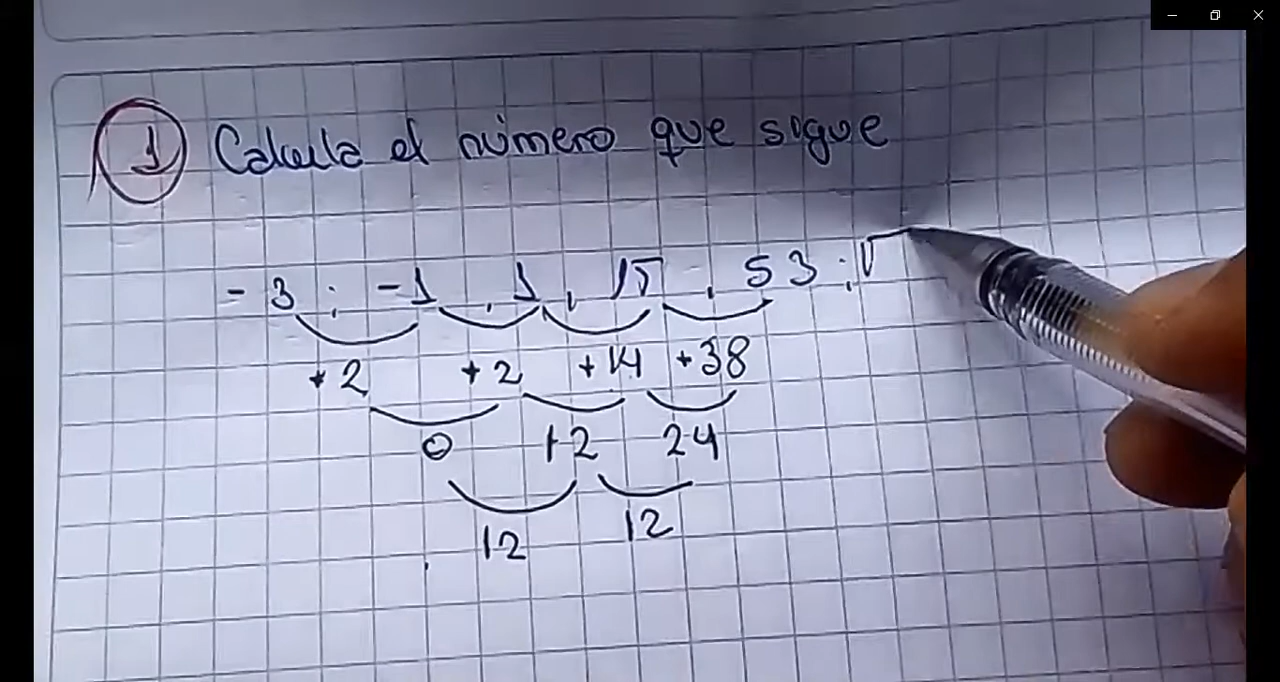 1 Calcula el número que sigue
-3 ; -1 , 1 , 15 , 53 ;
+2 +2 +14 +38
0 12 24
12 12